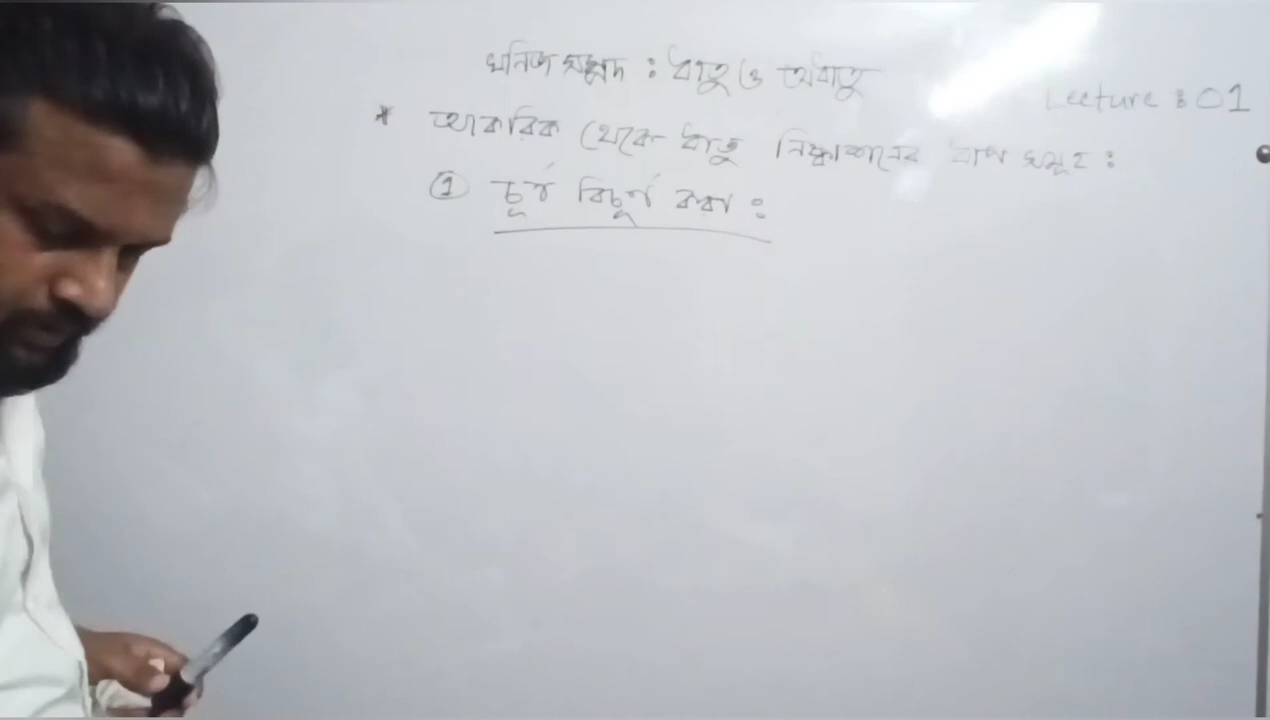 খনিজ সম্পদ : ধাতু ও অধাতু
Lecture : 01
* আকরিক থেকে ধাতু নিষ্কাশনের ধাপ সমূহ :
① চূর্ণ বিচূর্ণ করা :